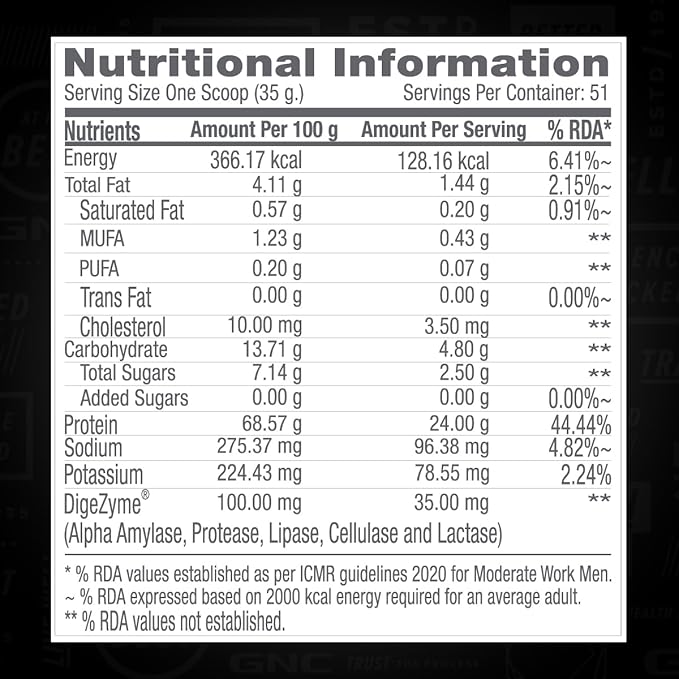 Nutritional Information
Serving Size One Scoop (35 g.) Servings Per Container: 51
Nutrients Amount Per 100 g Amount Per Serving % RDA*
Energy 366.17 kcal 128.16 kcal 6.41%~
Total Fat 4.11 g 1.44 g 2.15%~
Saturated Fat 0.57 g 0.20 g 0.91%~
MUFA 1.23 g 0.43 g **
PUFA 0.20 g 0.07 g **
Trans Fat 0.00 g 0.00 g 0.00%~
Cholesterol 10.00 mg 3.50 mg **
Carbohydrate 13.71 g 4.80 g **
Total Sugars 7.14 g 2.50 g **
Added Sugars 0.00 g 0.00 g 0.00%~
Protein 68.57 g 24.00 g 44.44%
Sodium 275.37 mg 96.38 mg 4.82%~
Potassium 224.43 mg 78.55 mg 2.24%
DigeZyme® 100.00 mg 35.00 mg **
(Alpha Amylase, Protease, Lipase, Cellulase and Lactase)
* % RDA values established as per ICMR guidelines 2020 for Moderate Work Men.
~ % RDA expressed based on 2000 kcal energy required for an average adult.
** % RDA values not established.
GNC